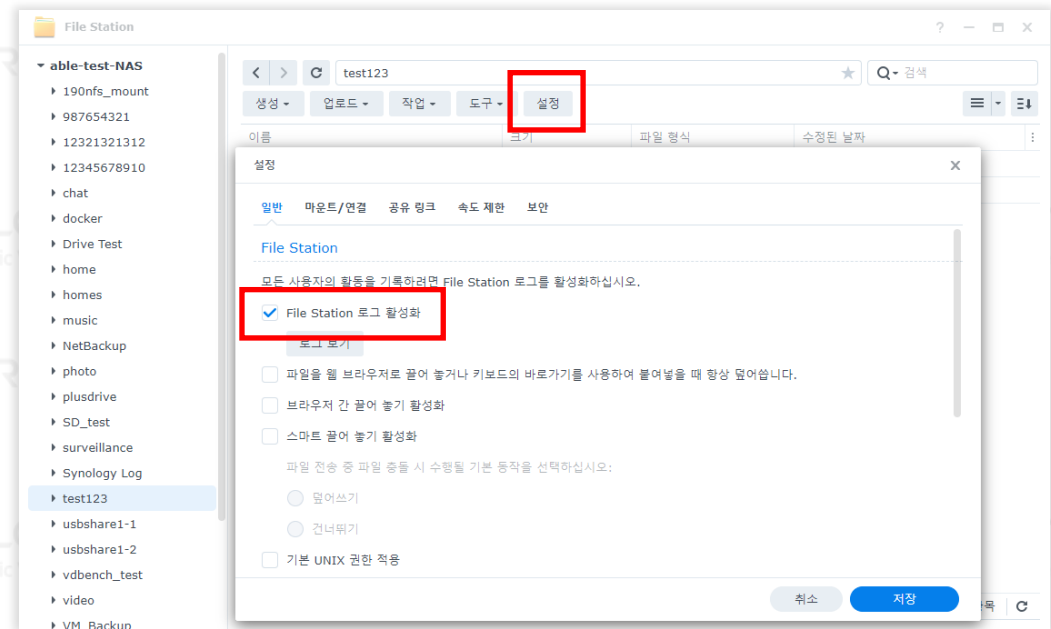 File Station
able-test-NAS
190nfs_mount
987654321
12321321312
12345678910
chat
docker
Drive Test
home
homes
music
NetBackup
photo
plusdrive
SD_test
surveillance
Synology Log
test123
usbshare1-1
usbshare1-2
vdbench_test
video
VM_Backup
test123
검색
생성 업로드 작업 도구 설정
이름 크기 파일 형식 수정된 날짜
설정
일반 마운트/연결 공유 링크 속도 제한 보안
File Station
모든 사용자의 활동을 기록하려면 File Station 로그를 활성화하십시오.
File Station 로그 활성화
로그 보기
파일을 웹 브라우저로 끌어 놓거나 키보드의 바로가기를 사용하여 붙여넣을 때 항상 덮어씁니다.
브라우저 간 끌어 놓기 활성화
스마트 끌어 놓기 활성화
파일 전송 중 파일 충돌 시 수행될 기본 동작을 선택하십시오:
덮어쓰기
건너뛰기
기본 UNIX 권한 적용
취소 저장